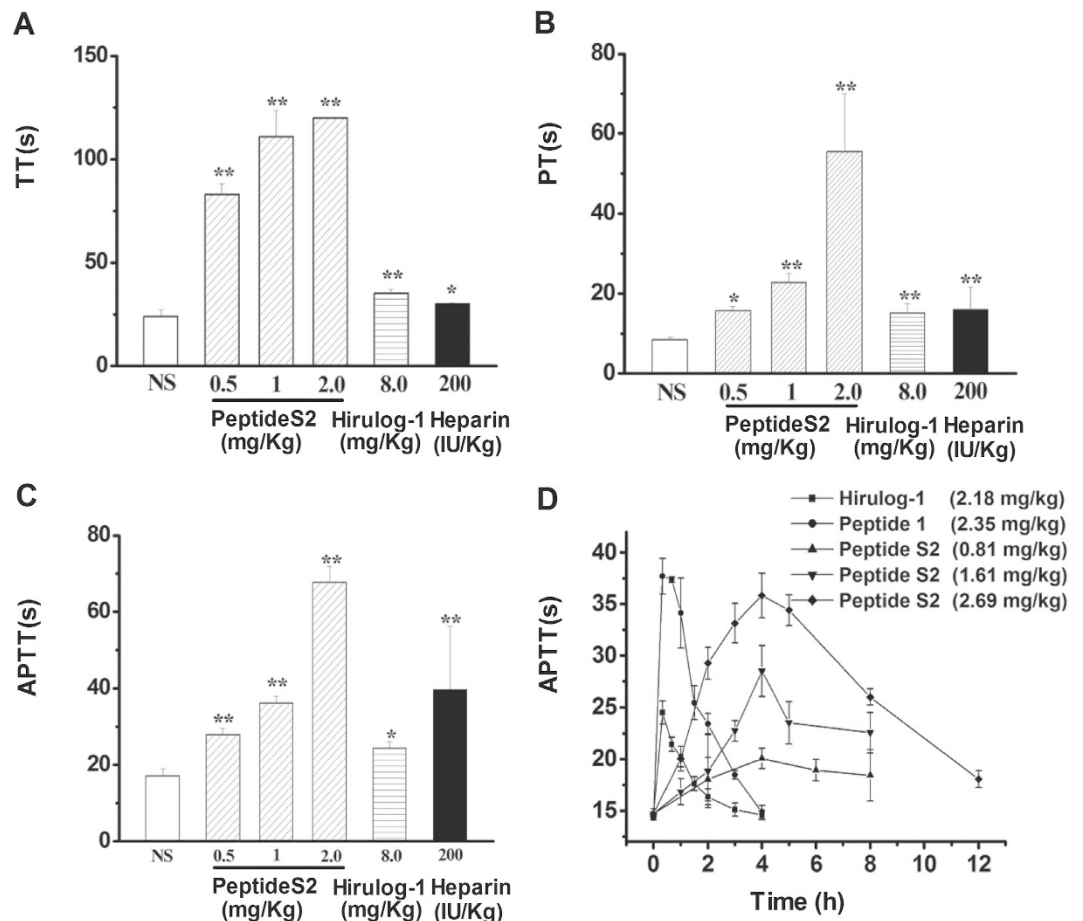 A
150
100
50
0
TT(s)
**
**
**
**
*
NS
0.5
1
2.0
8.0
200
PeptideS2
(mg/Kg)
Hirulog-1
(mg/Kg)
Heparin
(IU/Kg)
B
80
60
40
20
0
PT(s)
*
**
**
**
**
NS
0.5
1
2.0
8.0
200
PeptideS2
(mg/Kg)
Hirulog-1
(mg/Kg)
Heparin
(IU/Kg)
C
80
60
40
20
0
APTT(s)
**
**
**
*
**
NS
0.5
1
2.0
8.0
200
PeptideS2
(mg/Kg)
Hirulog-1
(mg/Kg)
Heparin
(IU/Kg)
D
Hirulog-1 (2.18 mg/kg)
Peptide 1 (2.35 mg/kg)
Peptide S2 (0.81 mg/kg)
Peptide S2 (1.61 mg/kg)
Peptide S2 (2.69 mg/kg)
40
35
30
25
20
15
APTT(s)
0 2 4 6 8 10 12
Time (h)